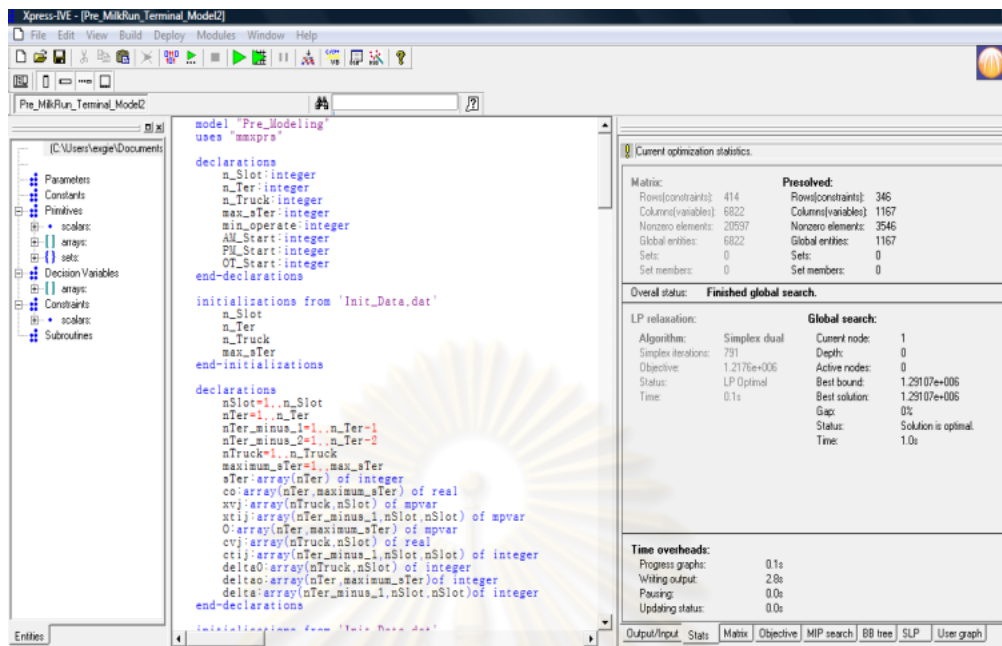 Xpress-IVE - [Pre_MilkRun_Terminal_Model2]
File Edit View Build Deploy Modules Window Help
Pre_MilkRun_Terminal_Model2
(C:\Users\exgie\Documents
Parameters
Constants
Primitives
scalars:
arrays:
sets:
Decision Variables
arrays:
Constraints
scalars:
Subroutines
Entities
model "Pre_Modeling"
uses "mmxprs"
declarations
n_Slot:integer
n_Ter:integer
n_Truck:integer
max_sTer:integer
min_operate:integer
AM_Start:integer
PM_Start:integer
OT_Start:integer
end-declarations
initializations from 'Init_Data.dat'
n_Slot
n_Ter
n_Truck
max_sTer
end-initializations
declarations
nSlot=1..n_Slot
nTer=1..n_Ter
nTer_minus_1=1..n_Ter-1
nTer_minus_2=1..n_Ter-2
nTruck=1..n_Truck
maximum_sTer=1..max_sTer
sTer:array(nTer) of integer
co:array(nTer,maximum_sTer) of real
xvj:array(nTruck,nSlot) of mpvar
xtij:array(nTer_minus_1,nSlot,nSlot) of mpvar
O:array(nTer,maximum_sTer) of mpvar
cvj:array(nTruck,nSlot) of real
ctij:array(nTer_minus_1,nSlot,nSlot) of integer
delta0:array(nTruck,nSlot) of integer
deltao:array(nTer,maximum_sTer)of integer
delta:array(nTer_minus_1,nSlot,nSlot)of integer
end-declarations
initializations from 'Init_Data.dat'
Current optimization statistics.
Matrix: Presolved:
Rows(constraints): 414 Rows(constraints): 346
Columns(variables): 6822 Columns(variables): 1167
Nonzero elements: 20597 Nonzero elements: 3546
Global entities: 6822 Global entities: 1167
Sets: 0 Sets: 0
Set members: 0 Set members: 0
Overall status: Finished global search.
LP relaxation: Global search:
Algorithm: Simplex dual Current node: 1
Simplex iterations: 791 Depth: 0
Objective: 1.2176e+006 Active nodes: 0
Status: LP Optimal Best bound: 1.29107e+006
Time: 0.1s Best solution: 1.29107e+006
Gap: 0%
Status: Solution is optimal.
Time: 1.0s
Time overheads:
Progress graphs: 0.1s
Writing output: 2.8s
Pausing: 0.0s
Updating status: 0.0s
Output/Input Stats Matrix Objective MIP search BB tree SLP User graph